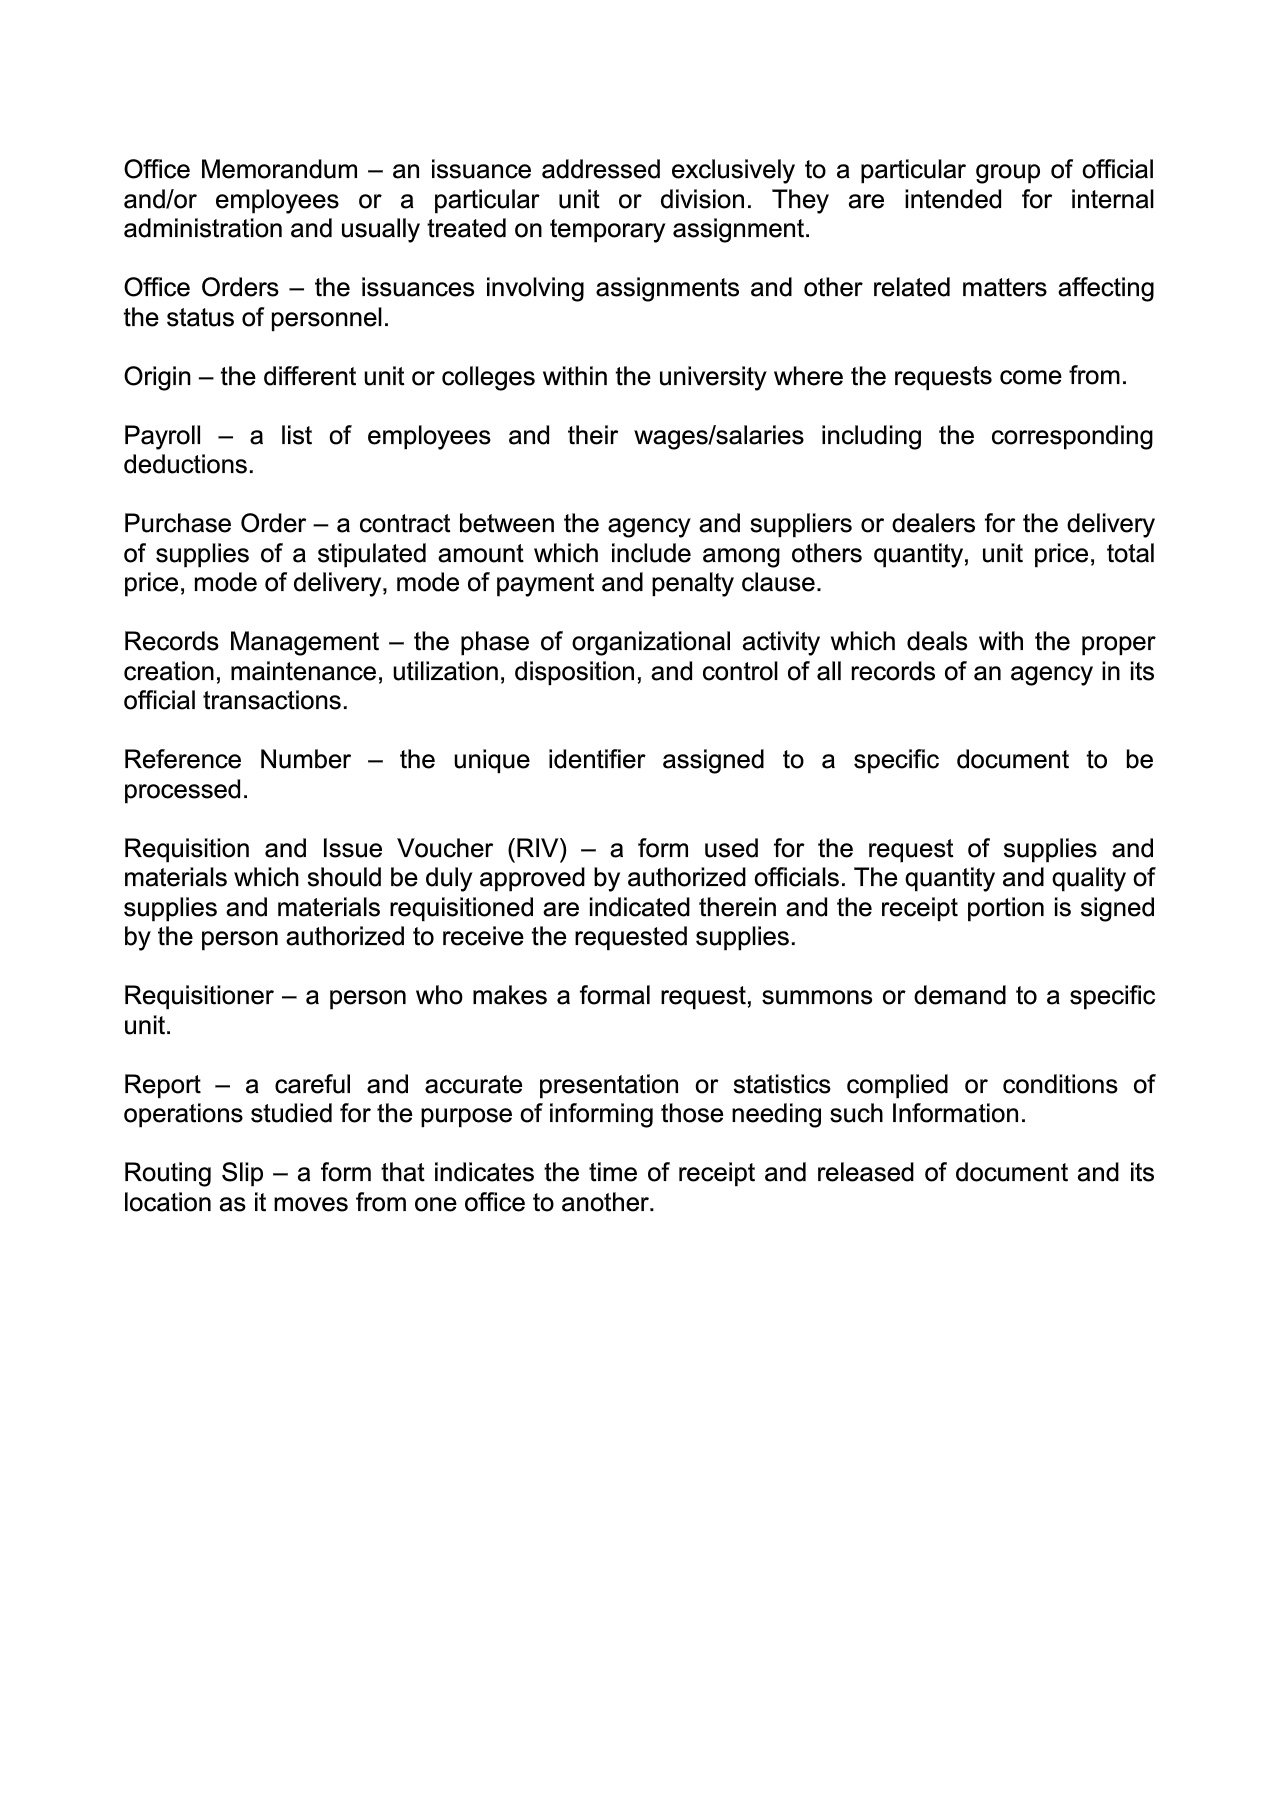 Office Memorandum – an issuance addressed exclusively to a particular group of official
and/or employees or a particular unit or division. They are intended for internal
administration and usually treated on temporary assignment.
Office Orders – the issuances involving assignments and other related matters affecting
the status of personnel.
Origin – the different unit or colleges within the university where the requests come from.
Payroll – a list of employees and their wages/salaries including the corresponding
deductions.
Purchase Order – a contract between the agency and suppliers or dealers for the delivery
of supplies of a stipulated amount which include among others quantity, unit price, total
price, mode of delivery, mode of payment and penalty clause.
Records Management – the phase of organizational activity which deals with the proper
creation, maintenance, utilization, disposition, and control of all records of an agency in its
official transactions.
Reference Number – the unique identifier assigned to a specific document to be
processed.
Requisition and Issue Voucher (RIV) – a form used for the request of supplies and
materials which should be duly approved by authorized officials. The quantity and quality of
supplies and materials requisitioned are indicated therein and the receipt portion is signed
by the person authorized to receive the requested supplies.
Requisitioner – a person who makes a formal request, summons or demand to a specific
unit.
Report – a careful and accurate presentation or statistics complied or conditions of
operations studied for the purpose of informing those needing such Information.
Routing Slip – a form that indicates the time of receipt and released of document and its
location as it moves from one office to another.